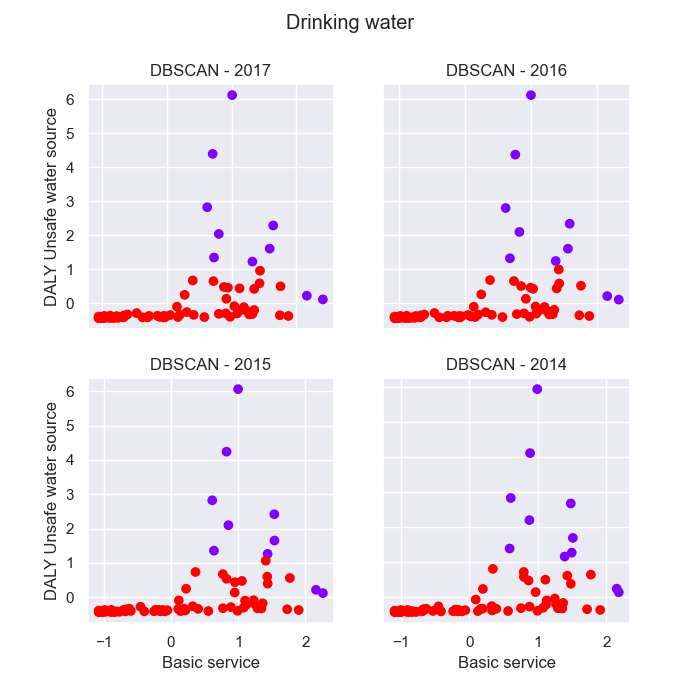 Drinking water
DBSCAN - 2017
DBSCAN - 2016
6
5
4
3
2
1
0
DALY Unsafe water source
DBSCAN - 2015
DBSCAN - 2014
6
5
4
3
2
1
0
DALY Unsafe water source
−1 0 1 2
−1 0 1 2
Basic service
Basic service